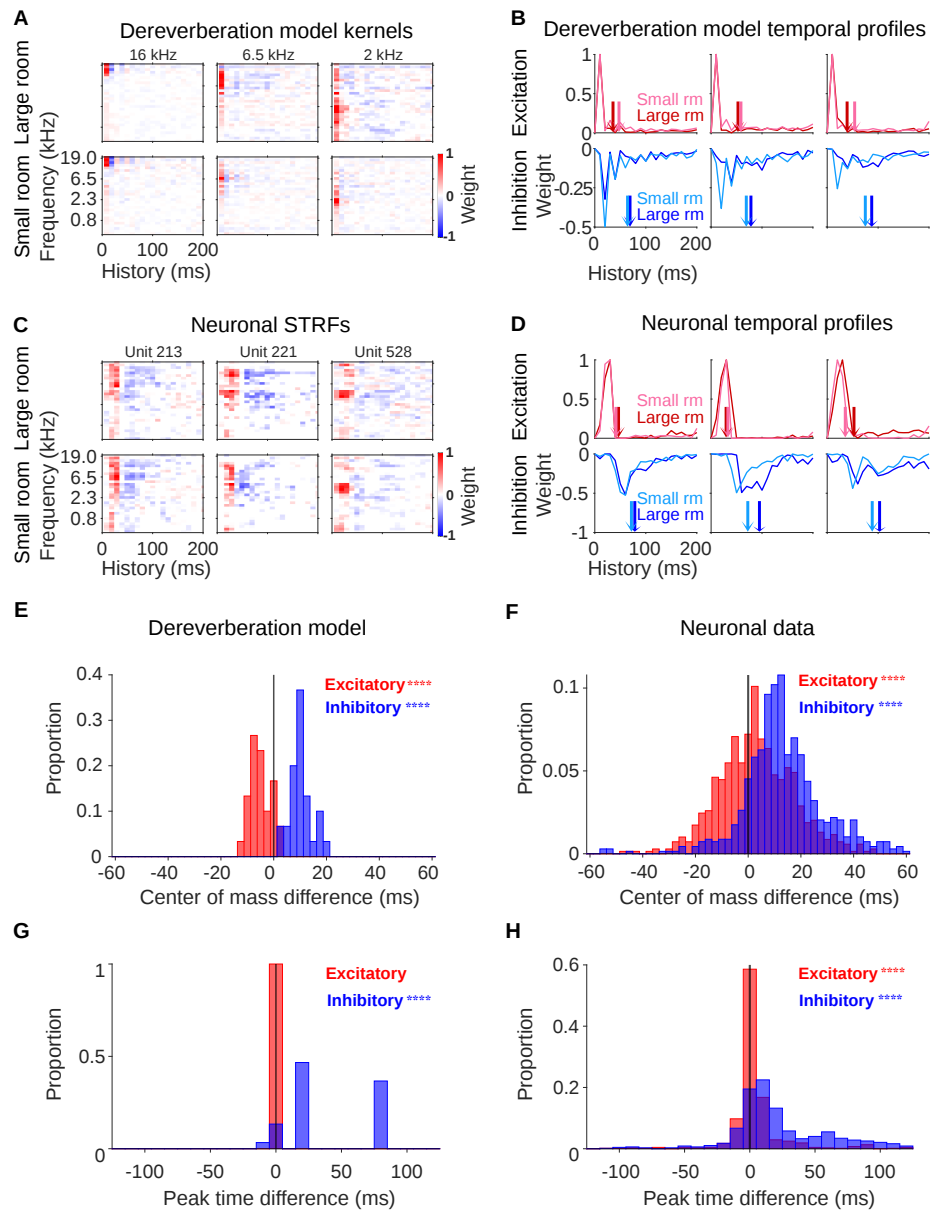 A
Dereverberation model kernels
16 kHz
6.5 kHz
2 kHz
Large room
Small room
Frequency (kHz)
19.0
6.5
2.3
0.8
0
100
200
History (ms)
1
0
-1
Weight
B
Dereverberation model temporal profiles
Excitation
1
0.5
0
Small rm
Large rm
Inhibition
Weight
0
-0.25
-0.5
Small rm
Large rm
0
100
200
History (ms)
C
Neuronal STRFs
Unit 213
Unit 221
Unit 528
Large room
Small room
Frequency (kHz)
19.0
6.5
2.3
0.8
0
100
200
History (ms)
1
0
-1
Weight
D
Neuronal temporal profiles
Excitation
1
0.5
0
Small rm
Large rm
Inhibition
Weight
0
-0.5
-1
Small rm
Large rm
0
100
200
History (ms)
E
Dereverberation model
Proportion
0.4
0.3
0.2
0.1
0
Excitatory ****
Inhibitory ****
-60
-40
-20
0
20
40
60
Center of mass difference (ms)
F
Neuronal data
Proportion
0.1
0.05
0
Excitatory ****
Inhibitory ****
-60
-40
-20
0
20
40
60
Center of mass difference (ms)
G
Proportion
1
0.5
0
Excitatory
Inhibitory ****
-100
-50
0
50
100
Peak time difference (ms)
H
Proportion
0.6
0.4
0.2
0
Excitatory ****
Inhibitory ****
-100
-50
0
50
100
Peak time difference (ms)